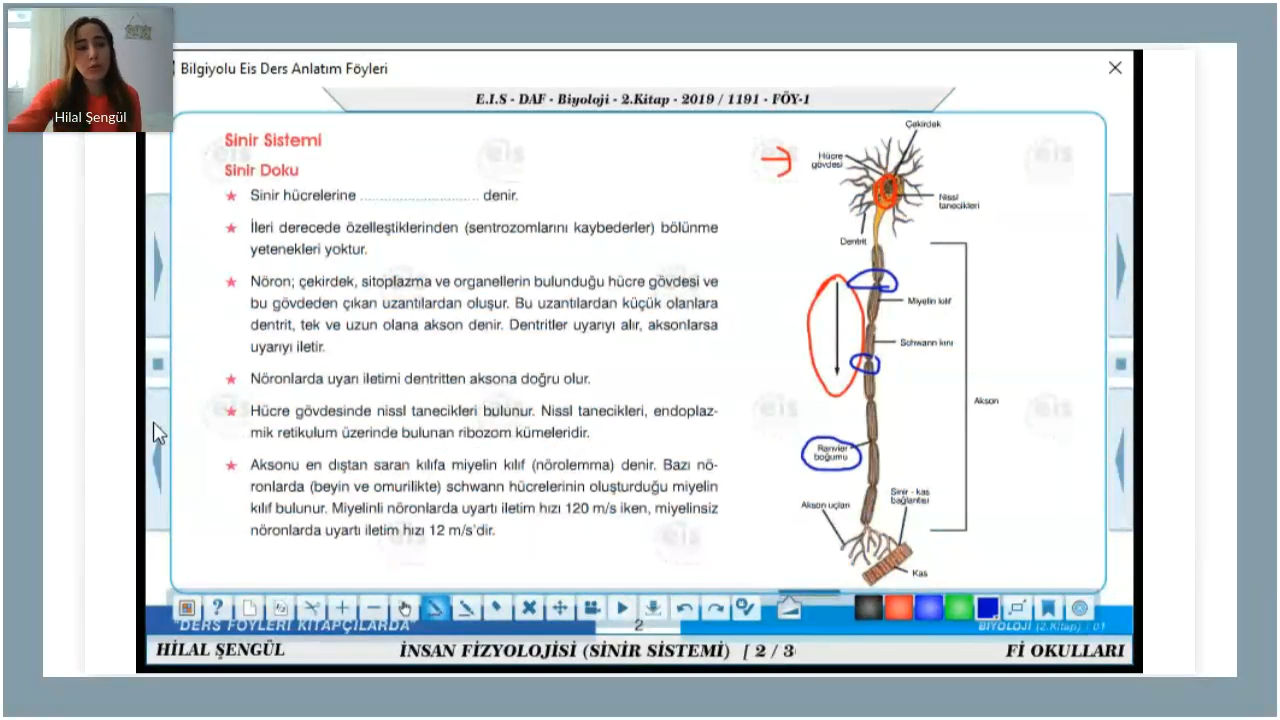 Hilal Şengül
Bilgiyolu Eis Ders Anlatım Föyleri
E.I.S - DAF - Biyoloji - 2.Kitap - 2019 / 1191 - FÖY-1
Sinir Sistemi
Sinir Doku
★ Sinir hücrelerine ................................ denir.
★ İleri derecede özelleştiklerinden (sentrozomlarını kaybederler) bölünme
yetenekleri yoktur.
★ Nöron; çekirdek, sitoplazma ve organellerin bulunduğu hücre gövdesi ve
bu gövdeden çıkan uzantılardan oluşur. Bu uzantılardan küçük olanlara
dentrit, tek ve uzun olana akson denir. Dentritler uyarıyı alır, aksonlarsa
uyarıyı iletir.
★ Nöronlarda uyarı iletimi dentritten aksona doğru olur.
★ Hücre gövdesinde nissl tanecikleri bulunur. Nissl tanecikleri, endoplaz-
mik retikulum üzerinde bulunan ribozom kümeleridir.
★ Aksonu en dıştan saran kılıfa miyelin kılıf (nörolemma) denir. Bazı nö-
ronlarda (beyin ve omurilikte) schwann hücrelerinin oluşturduğu miyelin
kılıf bulunur. Miyelinli nöronlarda uyartı iletim hızı 120 m/s iken, miyelinsiz
nöronlarda uyartı iletim hızı 12 m/s'dir.
Çekirdek
Hücre
gövdesi
Nissl
tanecikleri
Dentrit
Miyelin kılıf
Schwann kını
Akson
Ranvier
boğumu
Sinir - kas
bağlantısı
Akson uçları
Kas
eis
"DERS FÖYLERİ KİTAPÇILARDA"
2
BİYOLOJİ (2.Kitap) / 01
HİLAL ŞENGÜL
İNSAN FİZYOLOJİSİ (SİNİR SİSTEMİ) [ 2 / 3
Fİ OKULLARI